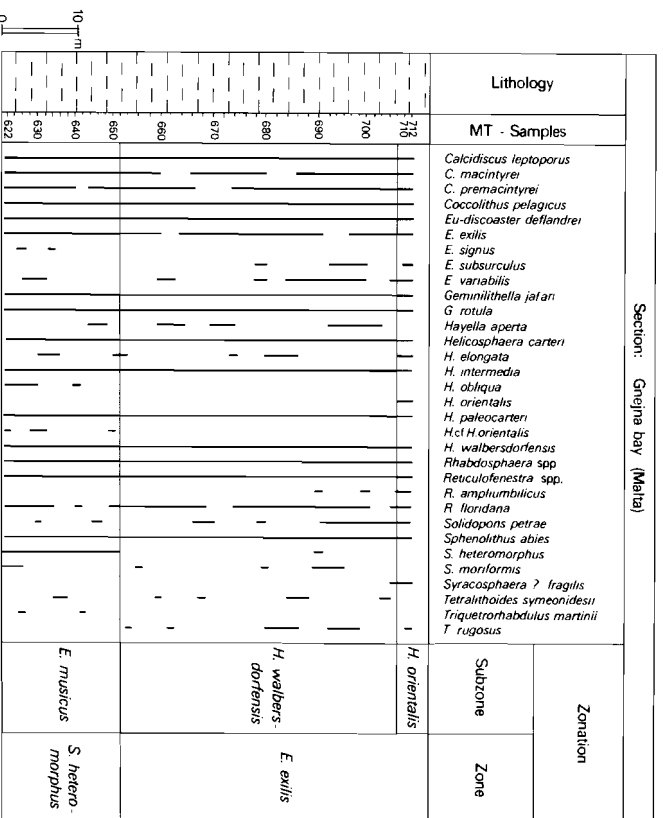 Section: Gnejna bay (Malta)
Lithology
MT - Samples
10
m
0
622
630
640
650
660
670
680
690
700
710
712
Calcidiscus leptoporus
C. macintyrei
C. premacintyrei
Coccolithus pelagicus
Eu-discoaster deflandrei
E. exilis
E. signus
E. subsurculus
E variabilis
Geminilithella jafari
G rotula
Hayella aperta
Helicosphaera carteri
H. elongata
H. intermedia
H. obliqua
H. orientalis
H. paleocarteri
H.cf H.orientalis
H. walbersdorfensis
Rhabdosphaera spp
Reticulofenestra spp.
R. ampliumbilicus
R floridana
Solidopons petrae
Sphenolithus abies
S. heteromorphus
S. moriformis
Syracosphaera ? fragilis
Tetralithoides symeonidesii
Triquetrorhabdulus martinii
T rugosus
Zonation
Subzone
Zone
E. musicus
H. walbers-
dorfensis
H. orientalis
S. hetero-
morphus
E. exilis